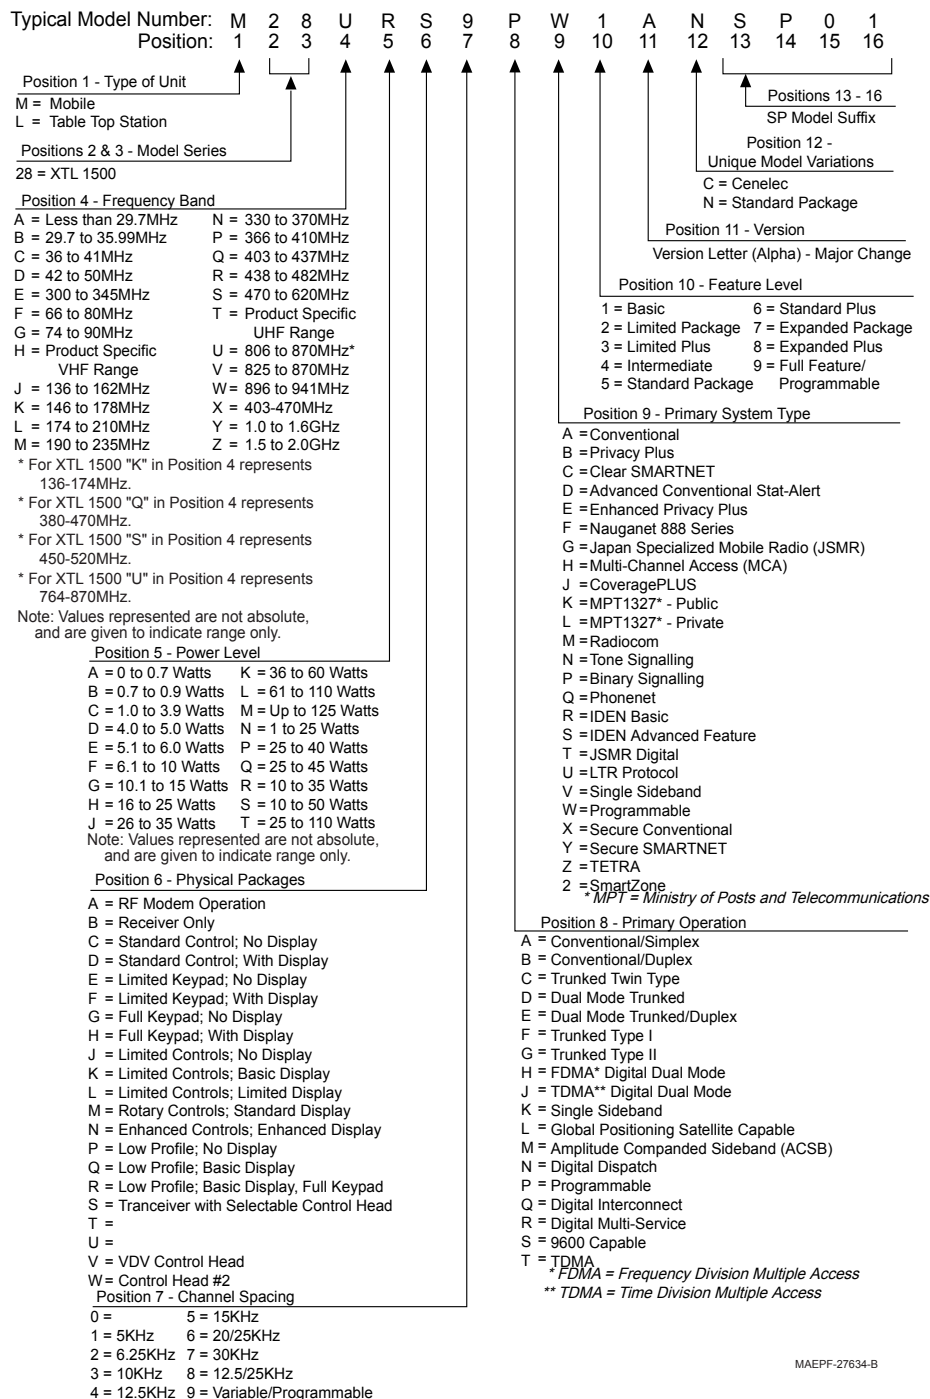 Typical Model Number: M 2 8 U R S 9 P W 1 A N S P 0 1
Position: 1 2 3 4 5 6 7 8 9 10 11 12 13 14 15 16
Position 1 - Type of Unit
M = Mobile
L = Table Top Station
Positions 2 & 3 - Model Series
28 = XTL 1500
Position 4 - Frequency Band
A = Less than 29.7MHz
B = 29.7 to 35.99MHz
C = 36 to 41MHz
D = 42 to 50MHz
E = 300 to 345MHz
F = 66 to 80MHz
G = 74 to 90MHz
H = Product Specific
VHF Range
J = 136 to 162MHz
K = 146 to 178MHz
L = 174 to 210MHz
M = 190 to 235MHz
N = 330 to 370MHz
P = 366 to 410MHz
Q = 403 to 437MHz
R = 438 to 482MHz
S = 470 to 620MHz
T = Product Specific
UHF Range
U = 806 to 870MHz*
V = 825 to 870MHz
W = 896 to 941MHz
X = 403-470MHz
Y = 1.0 to 1.6GHz
Z = 1.5 to 2.0GHz
* For XTL 1500 "K" in Position 4 represents
136-174MHz.
* For XTL 1500 "Q" in Position 4 represents
380-470MHz.
* For XTL 1500 "S" in Position 4 represents
450-520MHz.
* For XTL 1500 "U" in Position 4 represents
764-870MHz.
Note: Values represented are not absolute,
and are given to indicate range only.
Position 5 - Power Level
A = 0 to 0.7 Watts
B = 0.7 to 0.9 Watts
C = 1.0 to 3.9 Watts
D = 4.0 to 5.0 Watts
E = 5.1 to 6.0 Watts
F = 6.1 to 10 Watts
G = 10.1 to 15 Watts
H = 16 to 25 Watts
J = 26 to 35 Watts
K = 36 to 60 Watts
L = 61 to 110 Watts
M = Up to 125 Watts
N = 1 to 25 Watts
P = 25 to 40 Watts
Q = 25 to 45 Watts
R = 10 to 35 Watts
S = 10 to 50 Watts
T = 25 to 110 Watts
Note: Values represented are not absolute,
and are given to indicate range only.
Position 6 - Physical Packages
A = RF Modem Operation
B = Receiver Only
C = Standard Control; No Display
D = Standard Control; With Display
E = Limited Keypad; No Display
F = Limited Keypad; With Display
G = Full Keypad; No Display
H = Full Keypad; With Display
J = Limited Controls; No Display
K = Limited Controls; Basic Display
L = Limited Controls; Limited Display
M = Rotary Controls; Standard Display
N = Enhanced Controls; Enhanced Display
P = Low Profile; No Display
Q = Low Profile; Basic Display
R = Low Profile; Basic Display, Full Keypad
S = Tranceiver with Selectable Control Head
T =
U =
V = VDV Control Head
W = Control Head #2
Position 7 - Channel Spacing
0 =
1 = 5KHz
2 = 6.25KHz
3 = 10KHz
4 = 12.5KHz
5 = 15KHz
6 = 20/25KHz
7 = 30KHz
8 = 12.5/25KHz
9 = Variable/Programmable
Positions 13 - 16
SP Model Suffix
Position 12 -
Unique Model Variations
C = Cenelec
N = Standard Package
Position 11 - Version
Version Letter (Alpha) - Major Change
Position 10 - Feature Level
1 = Basic
2 = Limited Package
3 = Limited Plus
4 = Intermediate
5 = Standard Package
6 = Standard Plus
7 = Expanded Package
8 = Expanded Plus
9 = Full Feature/
Programmable
Position 9 - Primary System Type
A = Conventional
B = Privacy Plus
C = Clear SMARTNET
D = Advanced Conventional Stat-Alert
E = Enhanced Privacy Plus
F = Nauganet 888 Series
G = Japan Specialized Mobile Radio (JSMR)
H = Multi-Channel Access (MCA)
J = CoveragePLUS
K = MPT1327* - Public
L = MPT1327* - Private
M = Radiocom
N = Tone Signalling
P = Binary Signalling
Q = Phonenet
R = IDEN Basic
S = IDEN Advanced Feature
T = JSMR Digital
U = LTR Protocol
V = Single Sideband
W = Programmable
X = Secure Conventional
Y = Secure SMARTNET
Z = TETRA
2 = SmartZone
* MPT = Ministry of Posts and Telecommunications
Position 8 - Primary Operation
A = Conventional/Simplex
B = Conventional/Duplex
C = Trunked Twin Type
D = Dual Mode Trunked
E = Dual Mode Trunked/Duplex
F = Trunked Type I
G = Trunked Type II
H = FDMA* Digital Dual Mode
J = TDMA** Digital Dual Mode
K = Single Sideband
L = Global Positioning Satellite Capable
M = Amplitude Companded Sideband (ACSB)
N = Digital Dispatch
P = Programmable
Q = Digital Interconnect
R = Digital Multi-Service
S = 9600 Capable
T = TDMA
* FDMA = Frequency Division Multiple Access
** TDMA = Time Division Multiple Access
MAEPF-27634-B